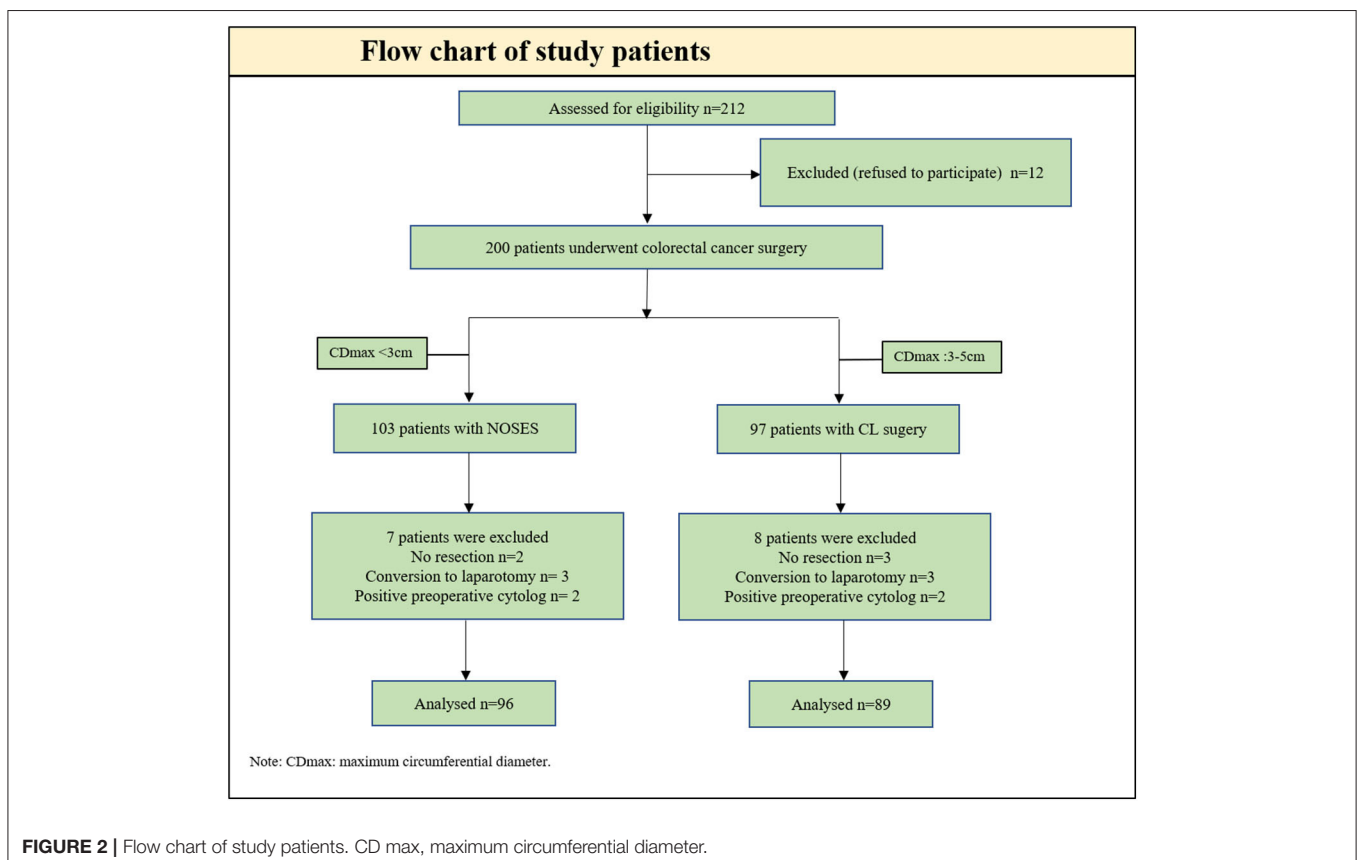 Flow chart of study patients
Assessed for eligibility n=212
Excluded (refused to participate) n=12
200 patients underwent colorectal cancer surgery
CDmax <3cm
CDmax :3-5cm
103 patients with NOSES
97 patients with CL sugery
7 patients were excluded
No resection n=2
Conversion to laparotomy n= 3
Positive preoperative cytolog n= 2
8 patients were excluded
No resection n=3
Conversion to laparotomy n=3
Positive preoperative cytolog n=2
Analysed n=96
Analysed n=89
Note: CDmax: maximum circumferential diameter.
FIGURE 2 | Flow chart of study patients. CD max, maximum circumferential diameter.